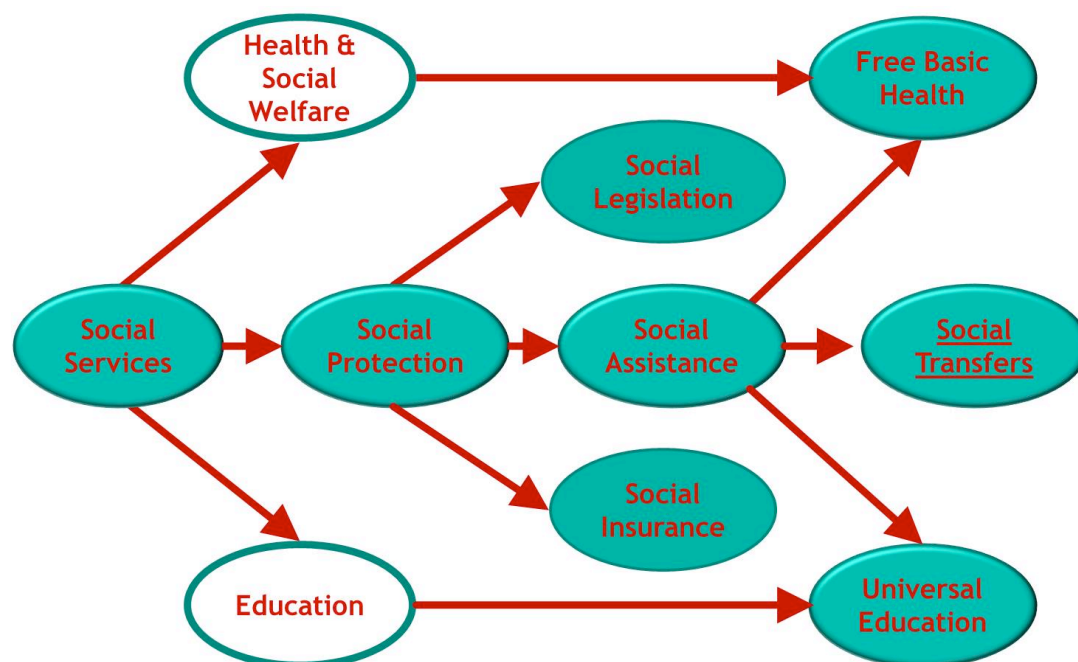 Health &
Social
Welfare
Free Basic
Health
Social
Legislation
Social
Services
Social
Protection
Social
Assistance
Social
Transfers
Social
Insurance
Education
Universal
Education